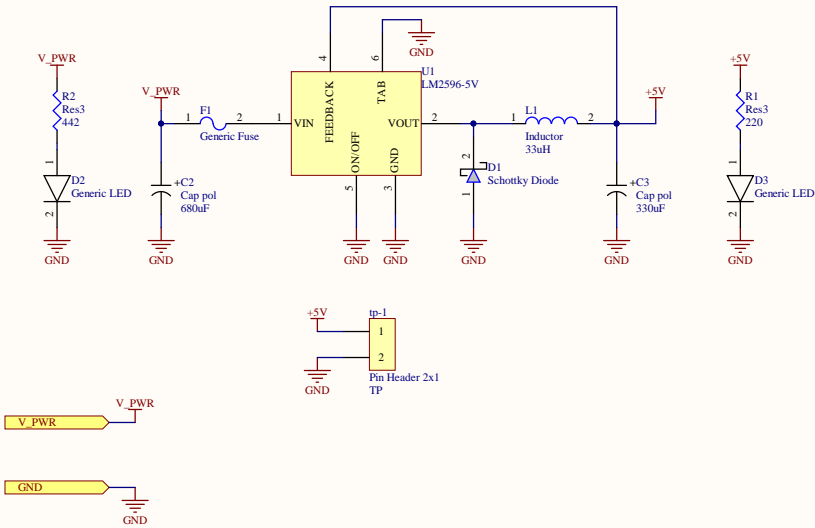 V_PWR
R2
Res3
442
1
D2
Generic LED
2
GND
V_PWR
1
F1
2
Generic Fuse
+
C2
Cap pol
680uF
GND
4
6
GND
U1
LM2596-5V
FEEDBACK
TAB
1
VIN
VOUT
2
ON/OFF
GND
5
3
GND
GND
2
D1
Schottky Diode
1
GND
1
L1
2
Inductor
33uH
+5V
+
C3
Cap pol
330uF
GND
+5V
R1
Res3
220
1
D3
Generic LED
2
GND
+5V
tp-1
1
2
GND
Pin Header 2x1
TP
V_PWR
V_PWR
GND
GND